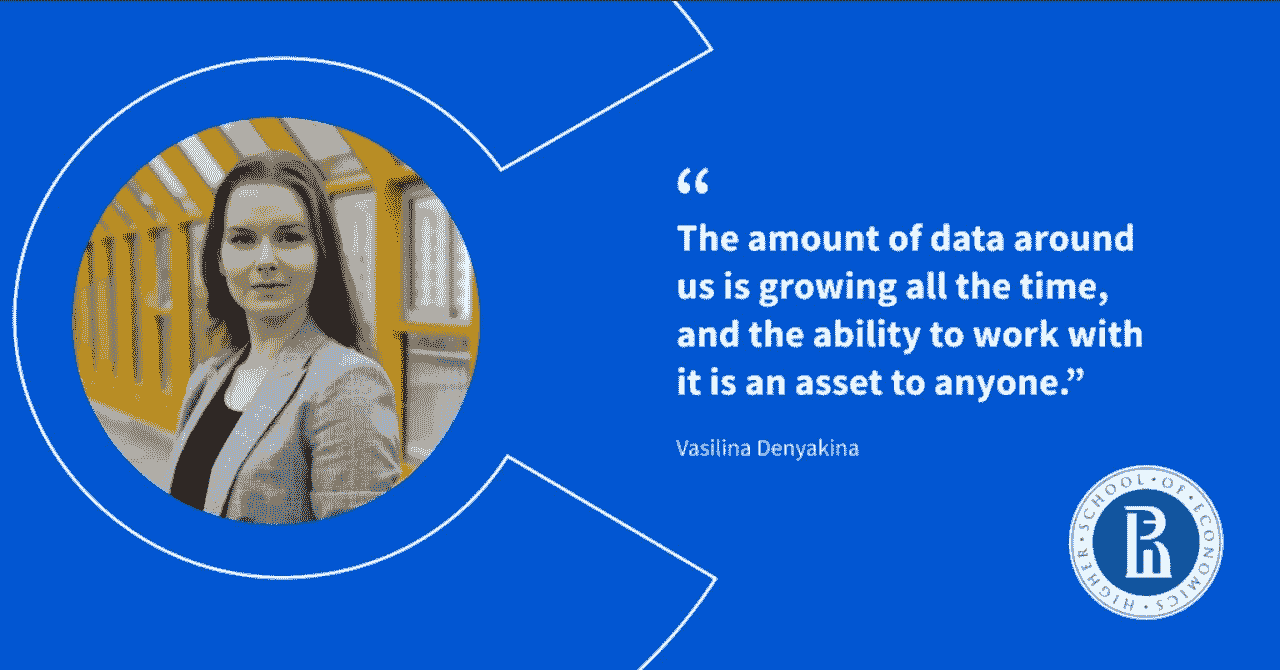 “
The amount of data around
us is growing all the time,
and the ability to work with
it is an asset to anyone.”
Vasilina Denyakina
HIGHER • SCHOOL • OF • ECONOMICS •